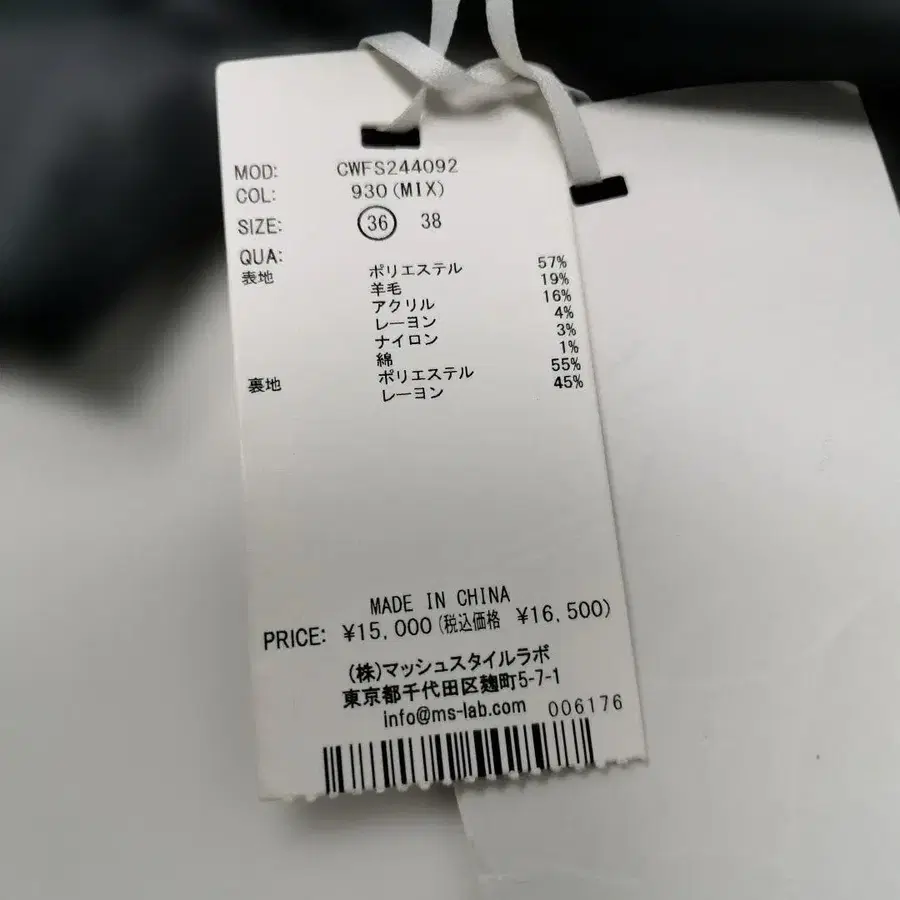 MOD: CWFS244092
COL: 930(MIX)
SIZE: 36 38
QUA:
表地 ポリエステル 57%
羊毛 19%
アクリル 16%
レーヨン 4%
ナイロン 3%
綿 1%
裏地 ポリエステル 55%
レーヨン 45%
MADE IN CHINA
PRICE: ¥15,000(税込価格 ¥16,500)
(株)マッシュスタイルラボ
東京都千代田区麹町5-7-1
info@ms-lab.com 006176